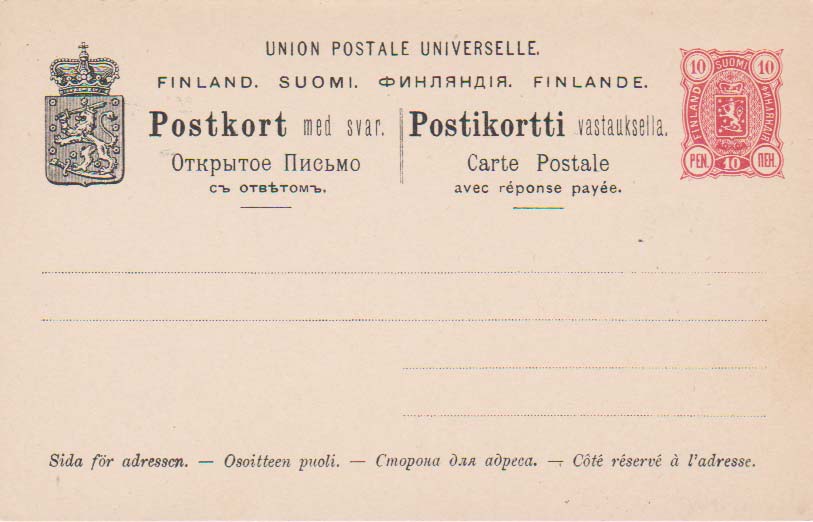 UNION POSTALE UNIVERSELLE.
FINLAND. SUOMI. ФИНЛЯНДІЯ. FINLANDE.
Postkort med svar.
Открытое Письмо
съ отвѣтомъ.
Postikortti vastauksella.
Carte Postale
avec réponse payée.
10 SUOMI 10
FINLAND ФИНЛЯНДІЯ
PEN. 10 ПЕН.
Sida för adressen. — Osoitteen puoli. — Сторона для адреса. — Côté réservé à l'adresse.